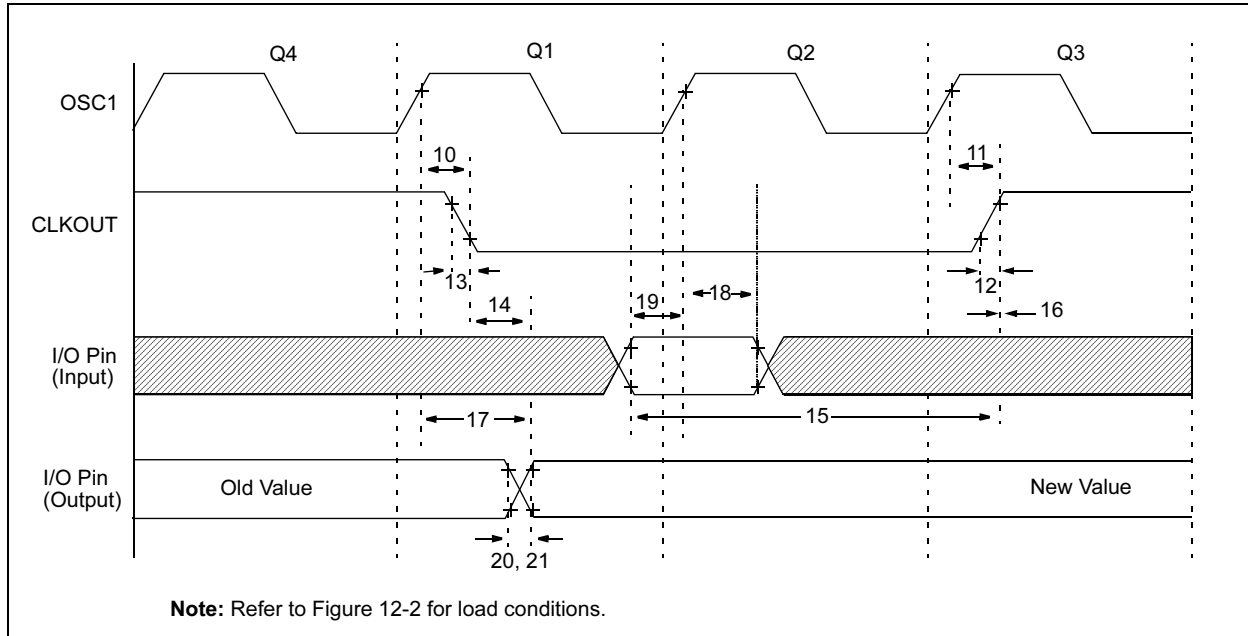 Q4 Q1 Q2 Q3
OSC1
10 11
CLKOUT
13 12
14 19 18 16
I/O Pin
(Input)
17 15
I/O Pin
(Output)
Old Value New Value
20, 21
Note: Refer to Figure 12-2 for load conditions.